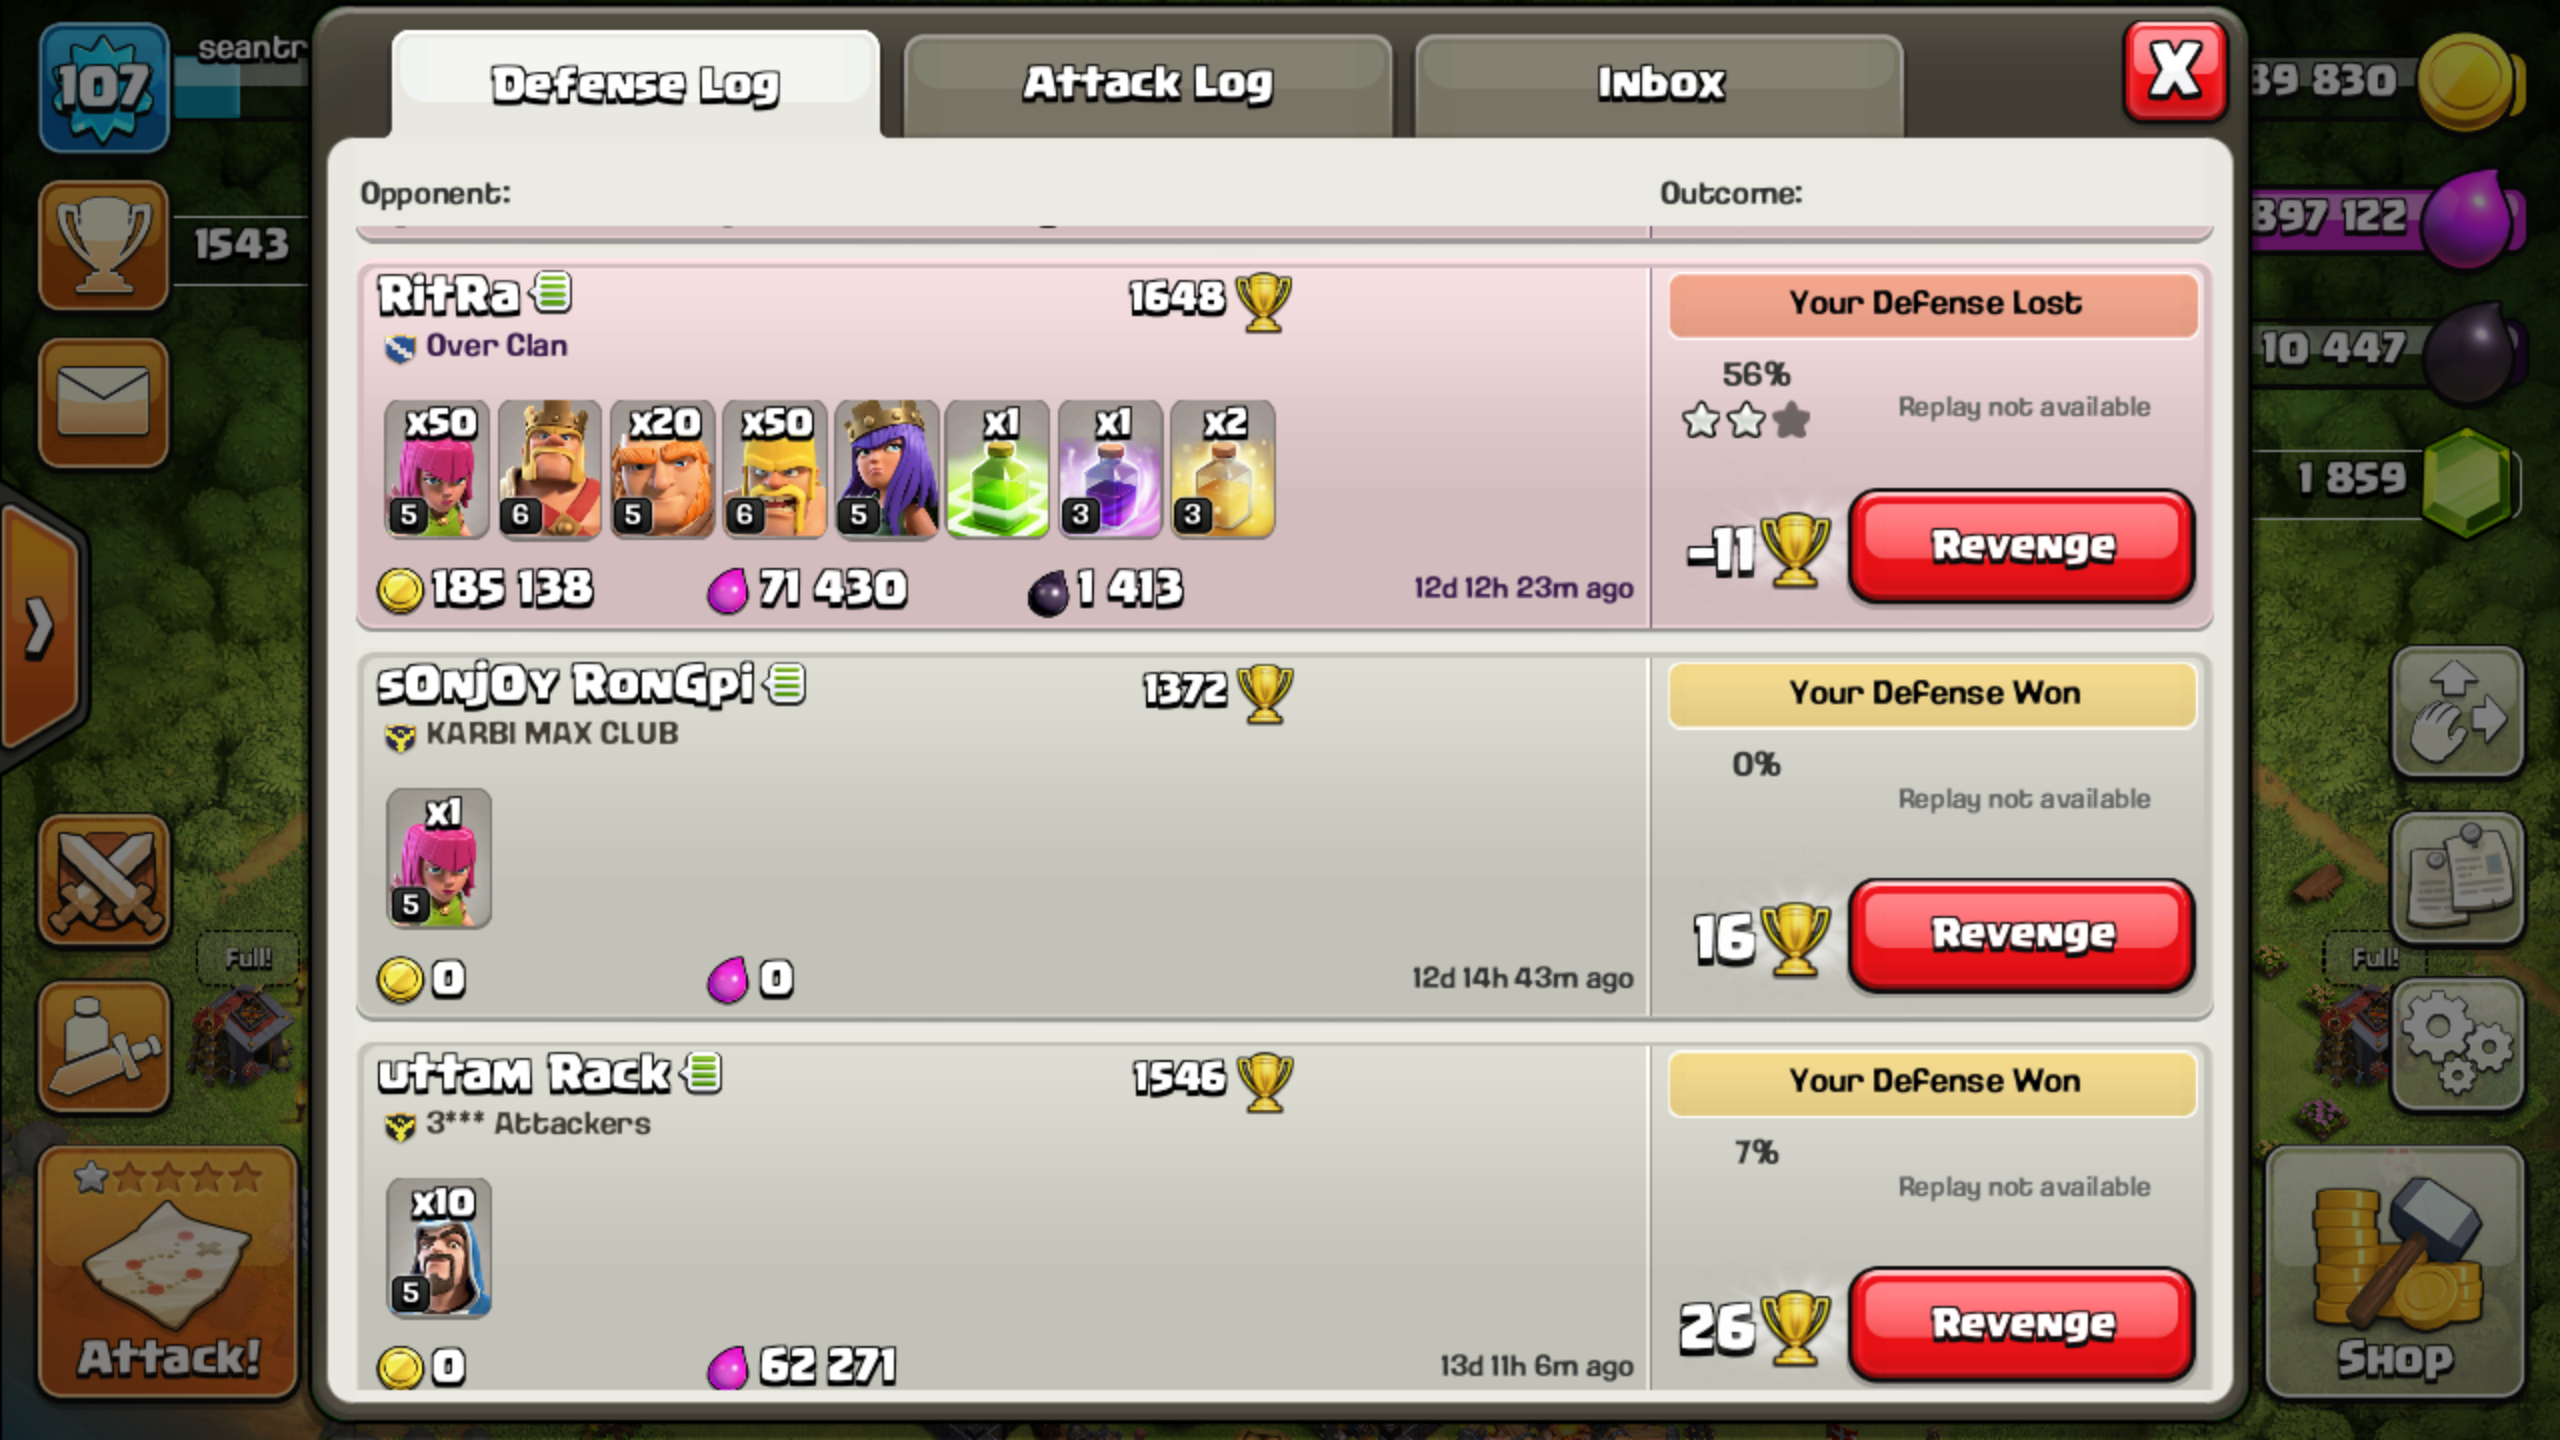 107
seantr
1543
Defense Log
Attack Log
Inbox
X
39 830
897 122
10 447
1 859
Opponent:
Outcome:
RitRa
1648
Over Clan
x50
5
6
x20
5
x50
6
5
x1
x1
3
x2
3
185 138
71 430
1 413
12d 12h 23m ago
Your Defense Lost
56%
Replay not available
-11
Revenge
sOnjOy RonGpi
1372
KARBI MAX CLUB
x1
5
0
0
12d 14h 43m ago
Your Defense Won
0%
Replay not available
16
Revenge
uttam Rack
1546
3*** Attackers
x10
5
0
62 271
13d 11h 6m ago
Your Defense Won
7%
Replay not available
26
Revenge
Full!
Full!
Attack!
Shop